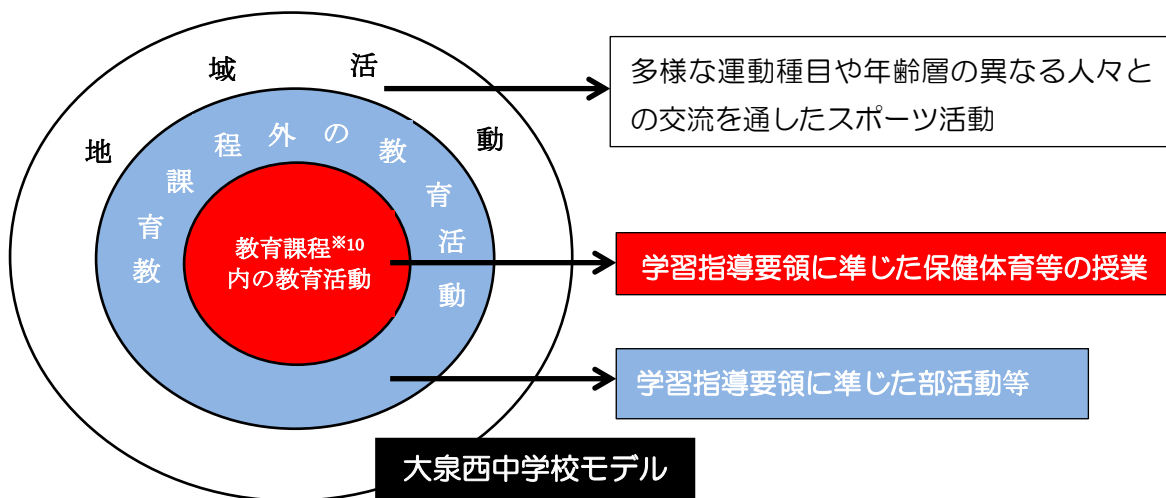 地域活動
多様な運動種目や年齢層の異なる人々と
の交流を通したスポーツ活動
教育課程外の教育活動
教育課程※10
内の教育活動
学習指導要領に準じた保健体育等の授業
学習指導要領に準じた部活動等
大泉西中学校モデル